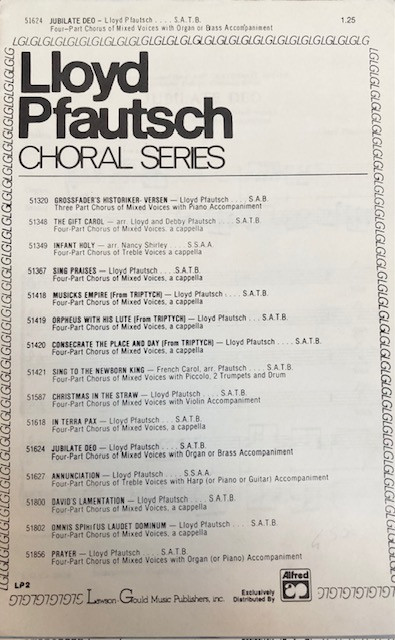 51624 JUBILATE DEO – Lloyd Pfautsch . . . . S.A.T.B. 1.25
Four–Part Chorus of Mixed Voices with Organ or Brass Accompaniment
Lloyd
Pfautsch
CHORAL SERIES
51320 GROSSFADER'S HISTORIKER- VERSEN — Lloyd Pfautsch . . . . S.A.B.
Three Part Chorus of Mixed Voices with Piano Accompaniment
51348 THE GIFT CAROL — arr. Lloyd and Debby Pfautsch . . . . S.A.T.B.
Four-Part Chorus of Mixed Voices, a cappella
51349 INFANT HOLY — arr. Nancy Shirley . . . . S.S.A.A.
Four-Part Chorus of Treble Voices a cappella
51367 SING PRAISES — Lloyd Pfautsch . . . . S.A.T.B.
Four-Part Chorus of Mixed Voices, a cappella
51418 MUSICKS EMPIRE (From TRIPTYCH) — Lloyd Pfautsch . . . . S.A.T.B.
Four-Part Chorus of Mixed Voices, a cappella
51419 ORPHEUS WITH HIS LUTE (From TRIPTYCH) — Lloyd Pfautsch . . . S.A.T.B.
Four-Part Chorus of Mixed Voices, a cappella
51420 CONSECRATE THE PLACE AND DAY (From TRIPTYCH) — Lloyd Pfautsch . . . . S.A.T.B.
Four-Part Chorus of Mixed Voices, a cappella
51421 SING TO THE NEWBORN KING — French Carol, arr. Pfautsch . . . . S.A.T.B.
Four-Part Chorus of Mixed Voices with Piccolo, 2 Trumpets and Drum
51587 CHRISTMAS IN THE STRAW — Lloyd Pfautsch . . . . S.A.T.B.
Four-Part Chorus of Mixed Voices with Violin Accompaniment
51618 IN TERRA PAX — Lloyd Pfautsch . . . . S.A.T.B.
Four-Part Chorus of Mixed Voices, a cappella
51624 JUBILATE DEO — Lloyd Pfautsch . . . . S.A.T.B.
Four-Part Chorus of Mixed Voices with Organ or Brass Accompaniment
51627 ANNUNCIATION — Lloyd Pfautsch . . . . S.S.A.A.
Four-Part Chorus of Treble Voices with Harp (or Piano or Guitar) Accompaniment
51800 DAVID'S LAMENTATION — Lloyd Pfautsch . . . . S.A.T.B.
Four-Part Chorus of Mixed Voices, a cappella
51802 OMNIS SPIRITUS LAUDET DOMINUM — Lloyd Pfautsch . . . . S.A.T.B.
Four-Part Chorus of Mixed Voices, a cappella
51856 PRAYER — Lloyd Pfautsch . . . . S.A.T.B.
Four-Part Chorus of Mixed Voices with Organ (or Piano) Accompaniment
LP2
Lawson Gould Music Publishers, inc.
Exclusively
Distributed By
Alfred